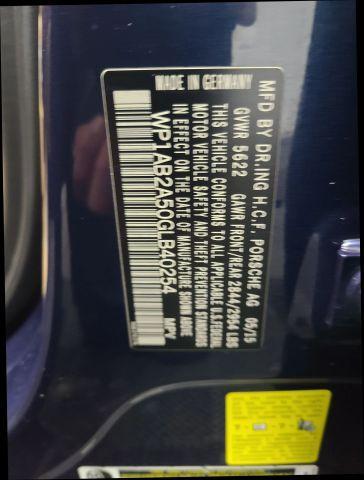 MFD BY DR.ING H.C.F. PORSCHE AG 05/15
GVWR 5622 GAWR FRONT/REAR 2844/2954 LBS
THIS VEHICLE CONFORMS TO ALL APPLICABLE U.S. FEDERAL
MOTOR VEHICLE SAFETY AND THEFT PREVENTION STANDARDS
IN EFFECT ON THE DATE OF MANUFACTURE SHOWN ABOVE
WP1AB2A50GLB40254 MPV
MADE IN GERMANY